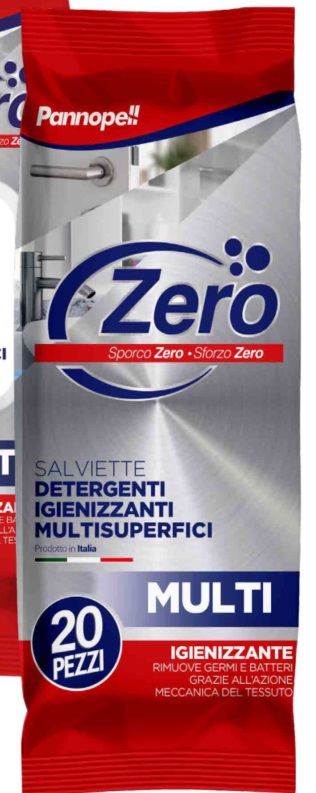 Pannopell
Zero
Sporco Zero • Sforzo Zero
SALVIETTE
DETERGENTI
IGIENIZZANTI
MULTISUPERFICI
Prodotto in Italia
MULTI
20
PEZZI
IGIENIZZANTE
RIMUOVE GERMI E BATTERI
GRAZIE ALL'AZIONE
MECCANICA DEL TESSUTO